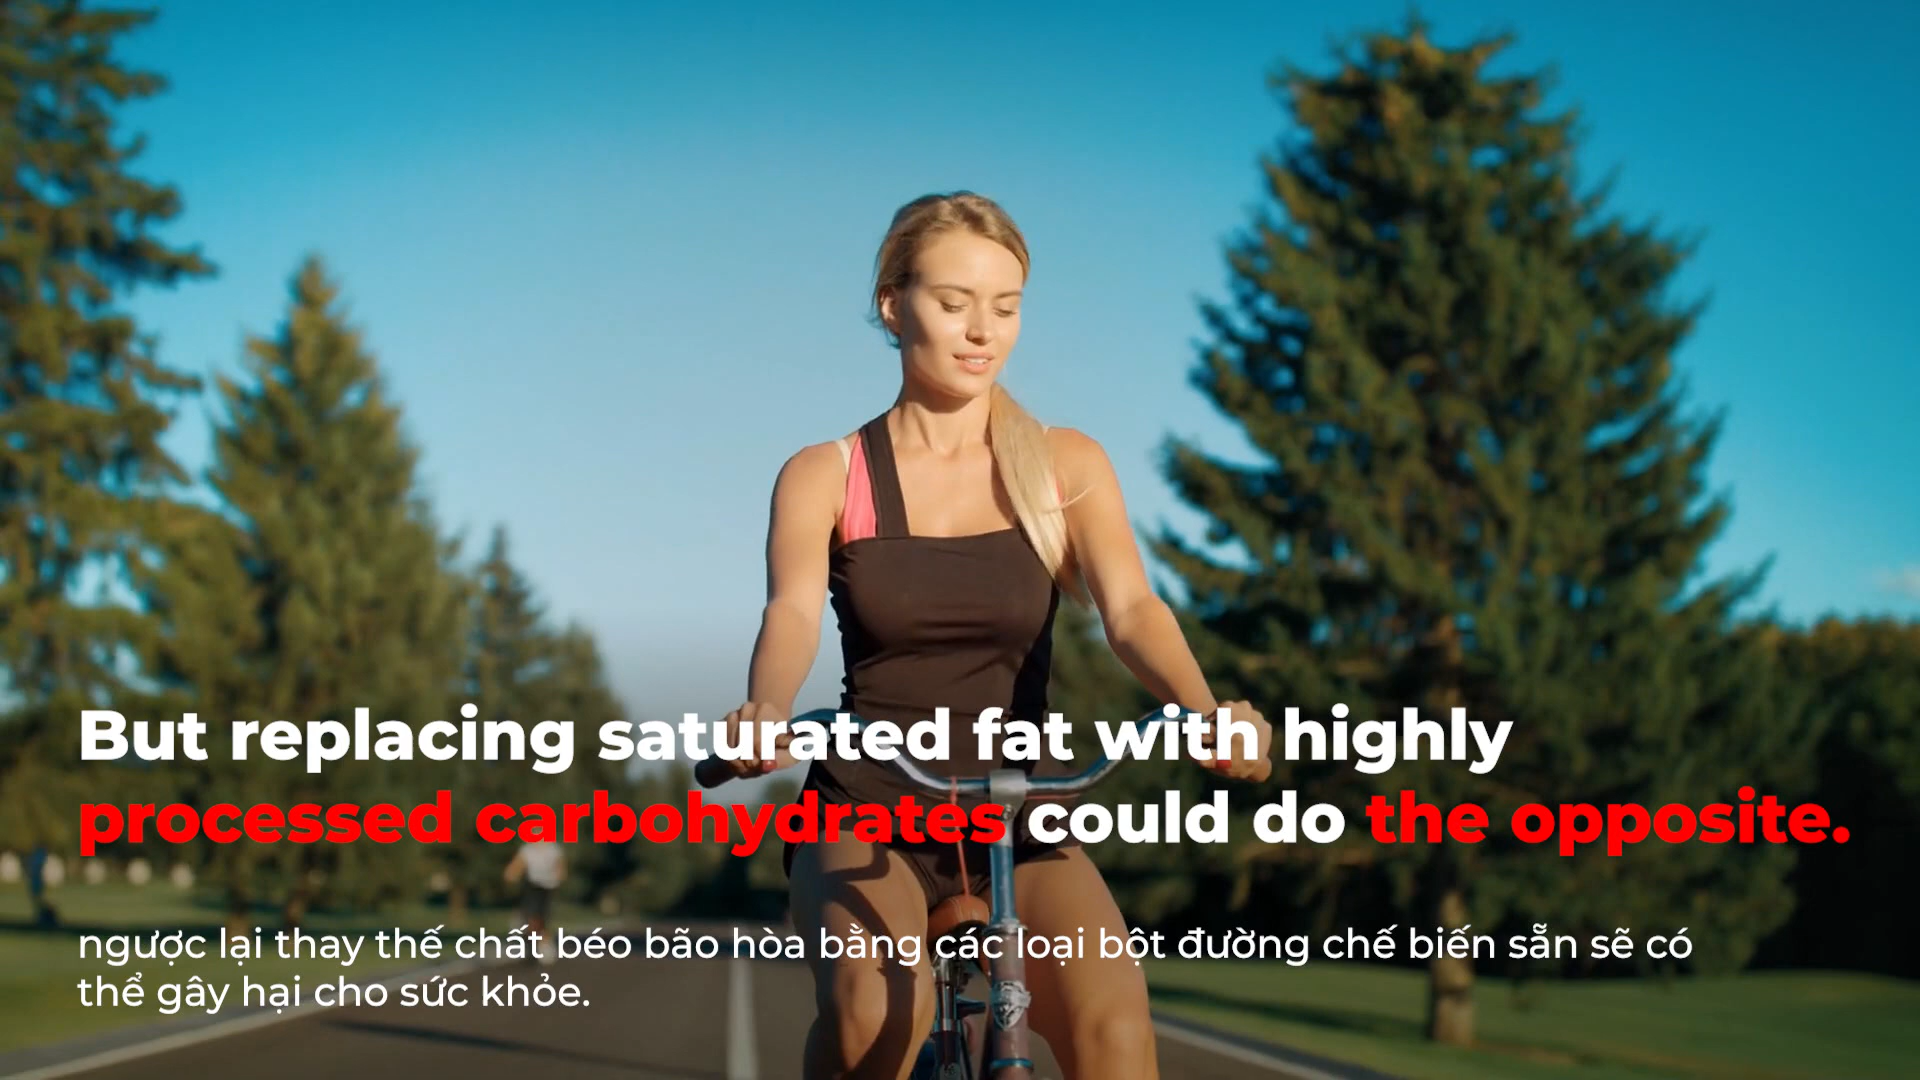 But replacing saturated fat with highly
processed carbohydrates could do the opposite.
ngược lại thay thế chất béo bão hòa bằng các loại bột đường chế biến sẵn sẽ có
thể gây hại cho sức khỏe.